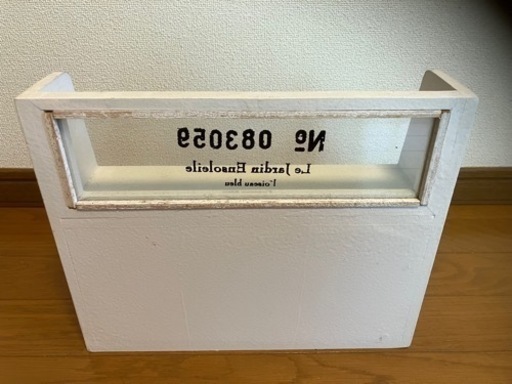 Nº 083059
Le Jardin Ensoleile
l'oiseau bleu